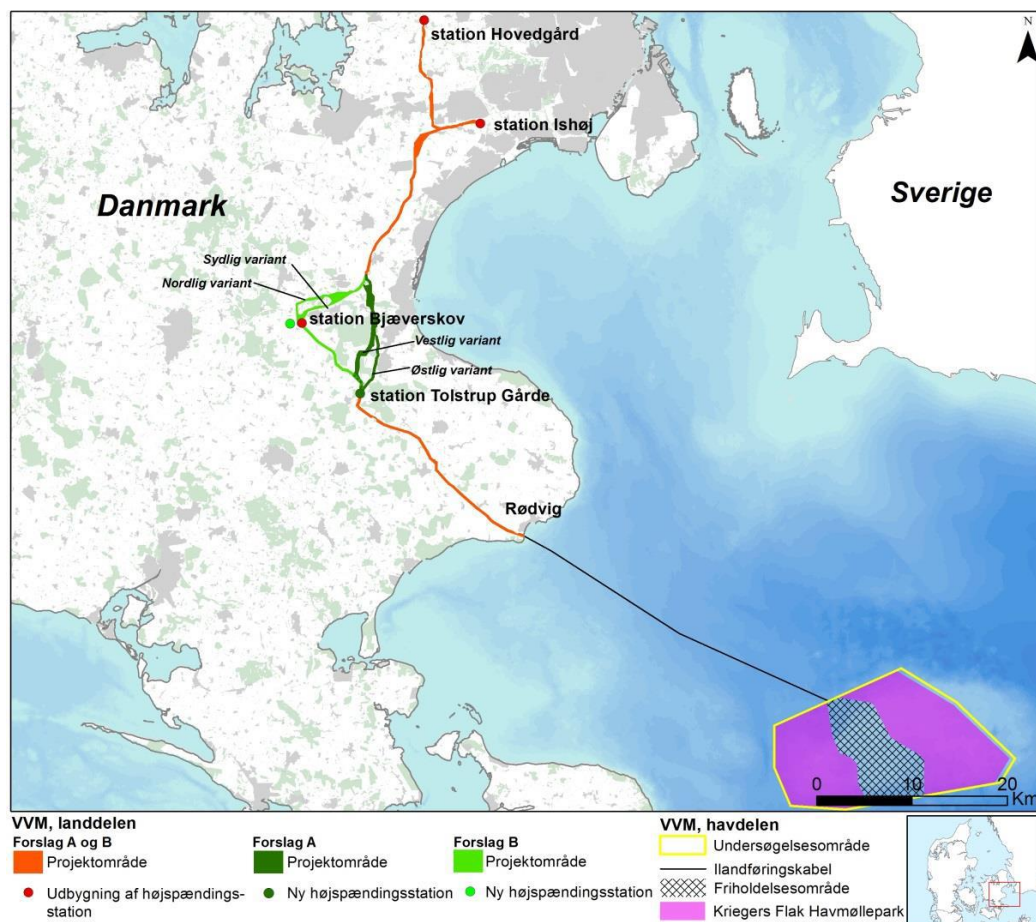 N
station Hovedgård
station Ishøj
Danmark
Sverige
Sydlig variant
Nordlig variant
station Bjæverskov
Vestlig variant
Østlig variant
station Tolstrup Gårde
Rødvig
0 10 20
Km
VVM, landdelen
Forslag A og B
Projektområde
Udbygning af højspændings-
station
Forslag A
Projektområde
Ny højspændingsstation
Forslag B
Projektområde
Ny højspændingsstation
VVM, havdelen
Undersøgelsesområde
Ilandføringskabel
Friholdelsesområde
Kriegers Flak Havmøllepark